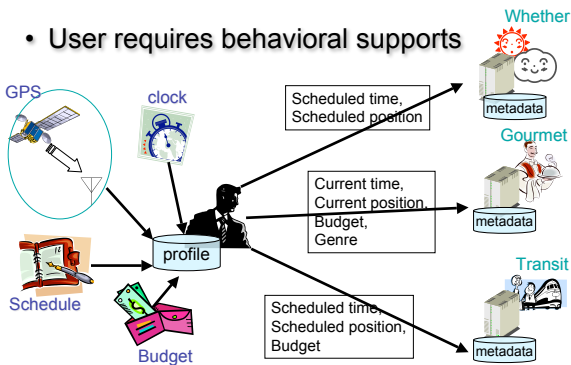 • User requires behavioral supports
Whether
GPS
clock
Scheduled time,
Scheduled position
metadata
Gourmet
Current time,
Current position,
Budget,
Genre
metadata
profile
Schedule
Transit
Scheduled time,
Scheduled position,
Budget
Budget
metadata